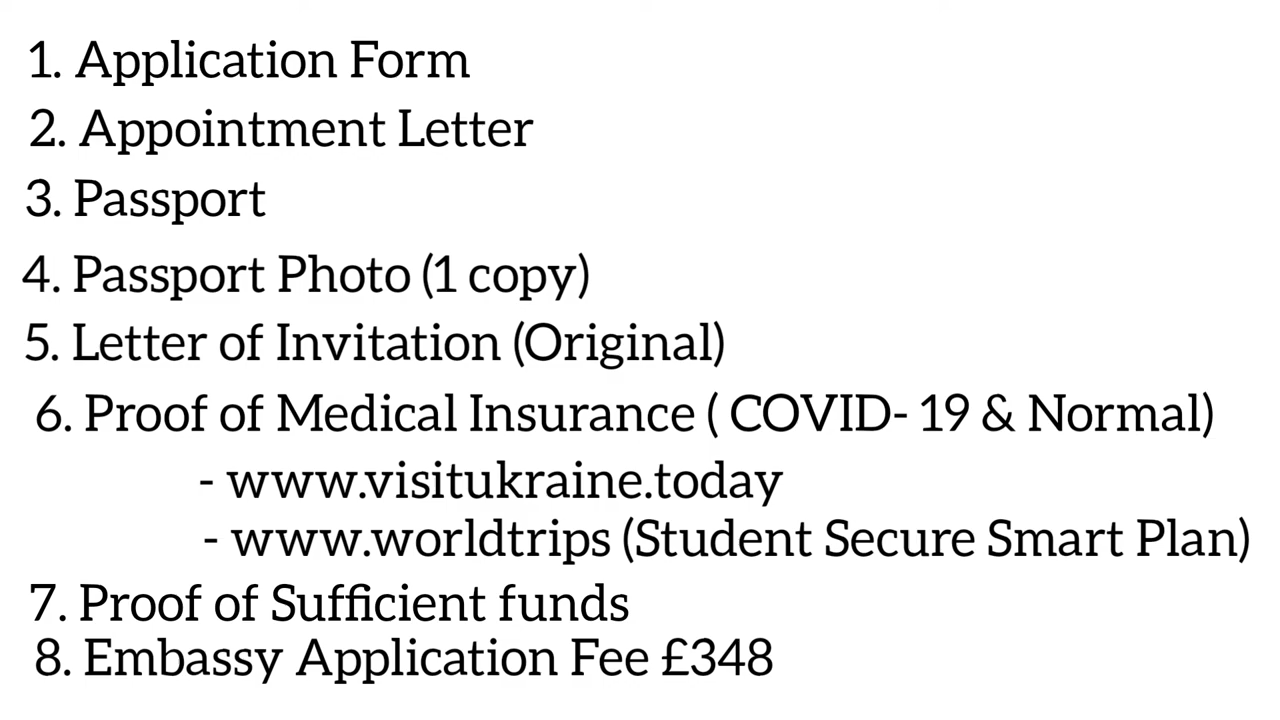 1. Application Form
2. Appointment Letter
3. Passport
4. Passport Photo (1 copy)
5. Letter of Invitation (Original)
6. Proof of Medical Insurance ( COVID- 19 & Normal)
- www.visitukraine.today
- www.worldtrips (Student Secure Smart Plan)
7. Proof of Sufficient funds
8. Embassy Application Fee £348